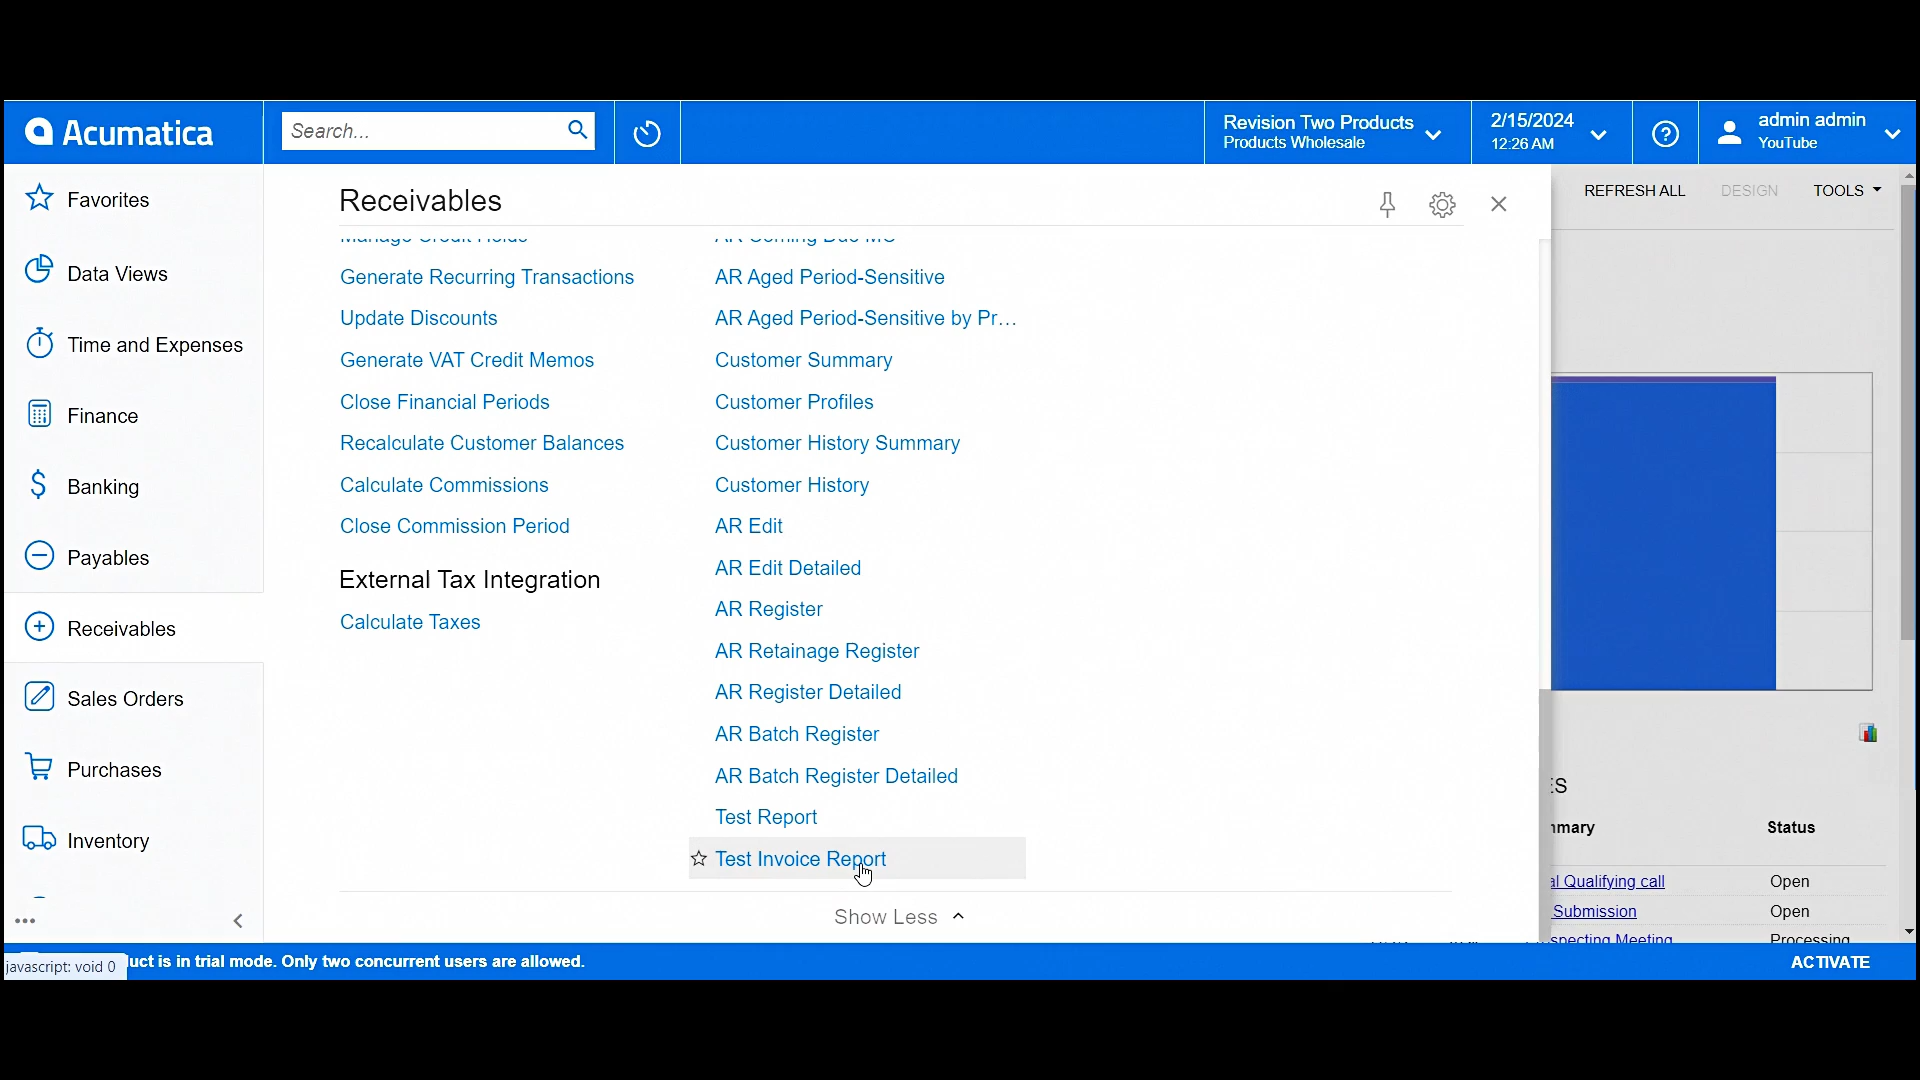 Acumatica
Search...
Revision Two Products
Products Wholesale
2/15/2024
12:26 AM
admin admin
YouTube
Favorites
Data Views
Time and Expenses
Finance
Banking
Payables
Receivables
Sales Orders
Purchases
Inventory
Receivables
Generate Recurring Transactions
Update Discounts
Generate VAT Credit Memos
Close Financial Periods
Recalculate Customer Balances
Calculate Commissions
Close Commission Period
External Tax Integration
Calculate Taxes
AR Aged Period-Sensitive
AR Aged Period-Sensitive by Pr...
Customer Summary
Customer Profiles
Customer History Summary
Customer History
AR Edit
AR Edit Detailed
AR Register
AR Retainage Register
AR Register Detailed
AR Batch Register
AR Batch Register Detailed
Test Report
Test Invoice Report
Show Less
REFRESH ALL
DESIGN
TOOLS
ES
Status
Qualifying call
Open
Submission
Open
Meeting
Processing
javascript: void 0
is in trial mode. Only two concurrent users are allowed.
ACTIVATE